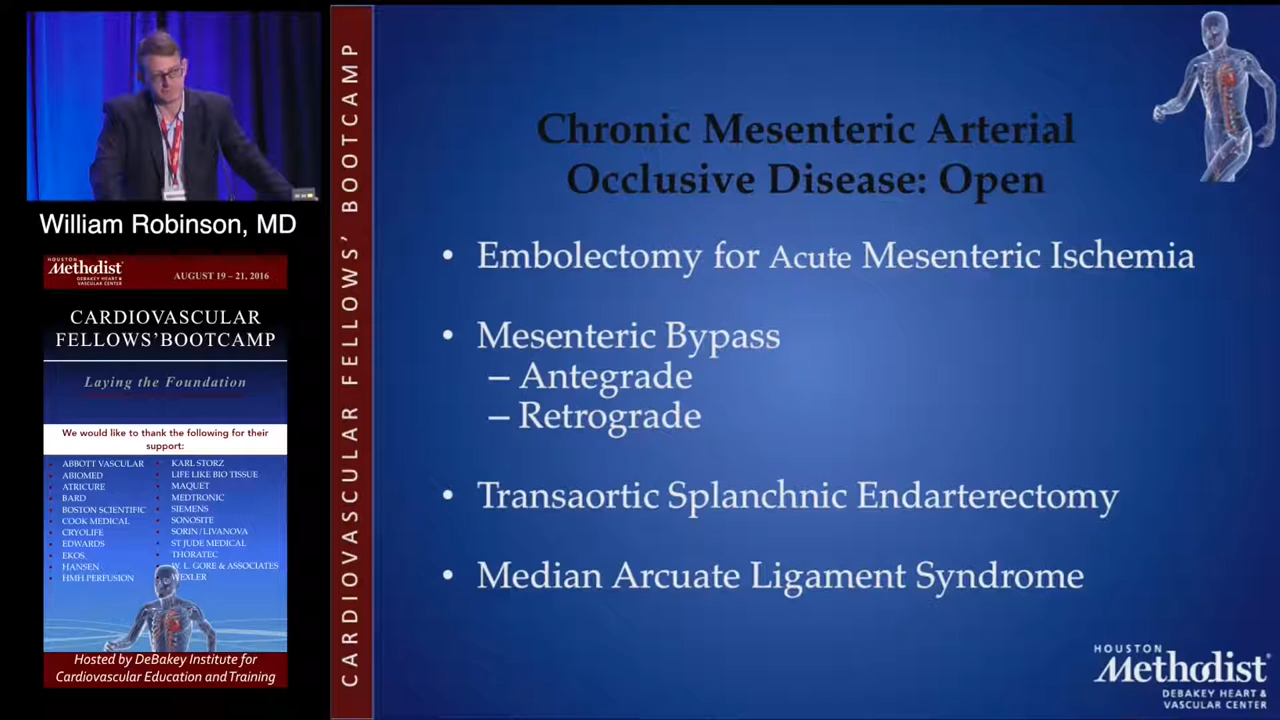 William Robinson, MD
HOUSTON
Methodist
DEBAKEY HEART &
VASCULAR CENTER
AUGUST 19 – 21, 2016
CARDIOVASCULAR
FELLOWS'BOOTCAMP
Laying the Foundation
We would like to thank the following for their
support:
• ABBOTT VASCULAR
• ABIOMED
• ATRICURE
• BARD
• BOSTON SCIENTIFIC
• COOK MEDICAL
• CRYOLIFE
• EDWARDS
• EKOS
• HANSEN
• HMH PERFUSION
• KARL STORZ
• LIFE LIKE BIO TISSUE
• MAQUET
• MEDTRONIC
• SIEMENS
• SONOSITE
• SORIN / LIVANOVA
• ST JUDE MEDICAL
• THORATEC
• W. L. GORE & ASSOCIATES
• WEXLER
Hosted by DeBakey Institute for
Cardiovascular Education and Training
CARDIOVASCULAR FELLOWS' BOOTCAMP
Chronic Mesenteric Arterial
Occlusive Disease: Open
• Embolectomy for Acute Mesenteric Ischemia
• Mesenteric Bypass
– Antegrade
– Retrograde
• Transaortic Splanchnic Endarterectomy
• Median Arcuate Ligament Syndrome
HOUSTON
Methodist
DEBAKEY HEART &
VASCULAR CENTER